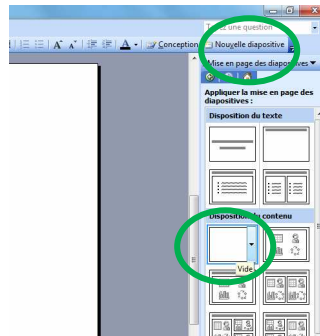 Tapez une question
Conception
Nouvelle diapositive
Mise en page des diapositives
Appliquer la mise en page des
diapositives :
Disposition du texte
Disposition du contenu
Vide